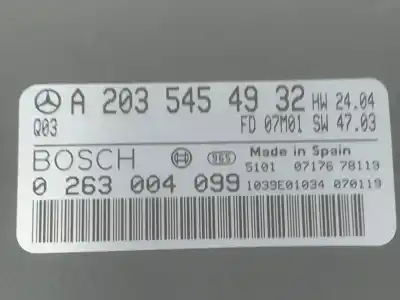 A 203 545 49 32 HW 24.04
Q03 FD 07M01 SW 47.03
BOSCH 965 Made in Spain
5101 07176 78119
0 263 004 099 1039E01034 070119